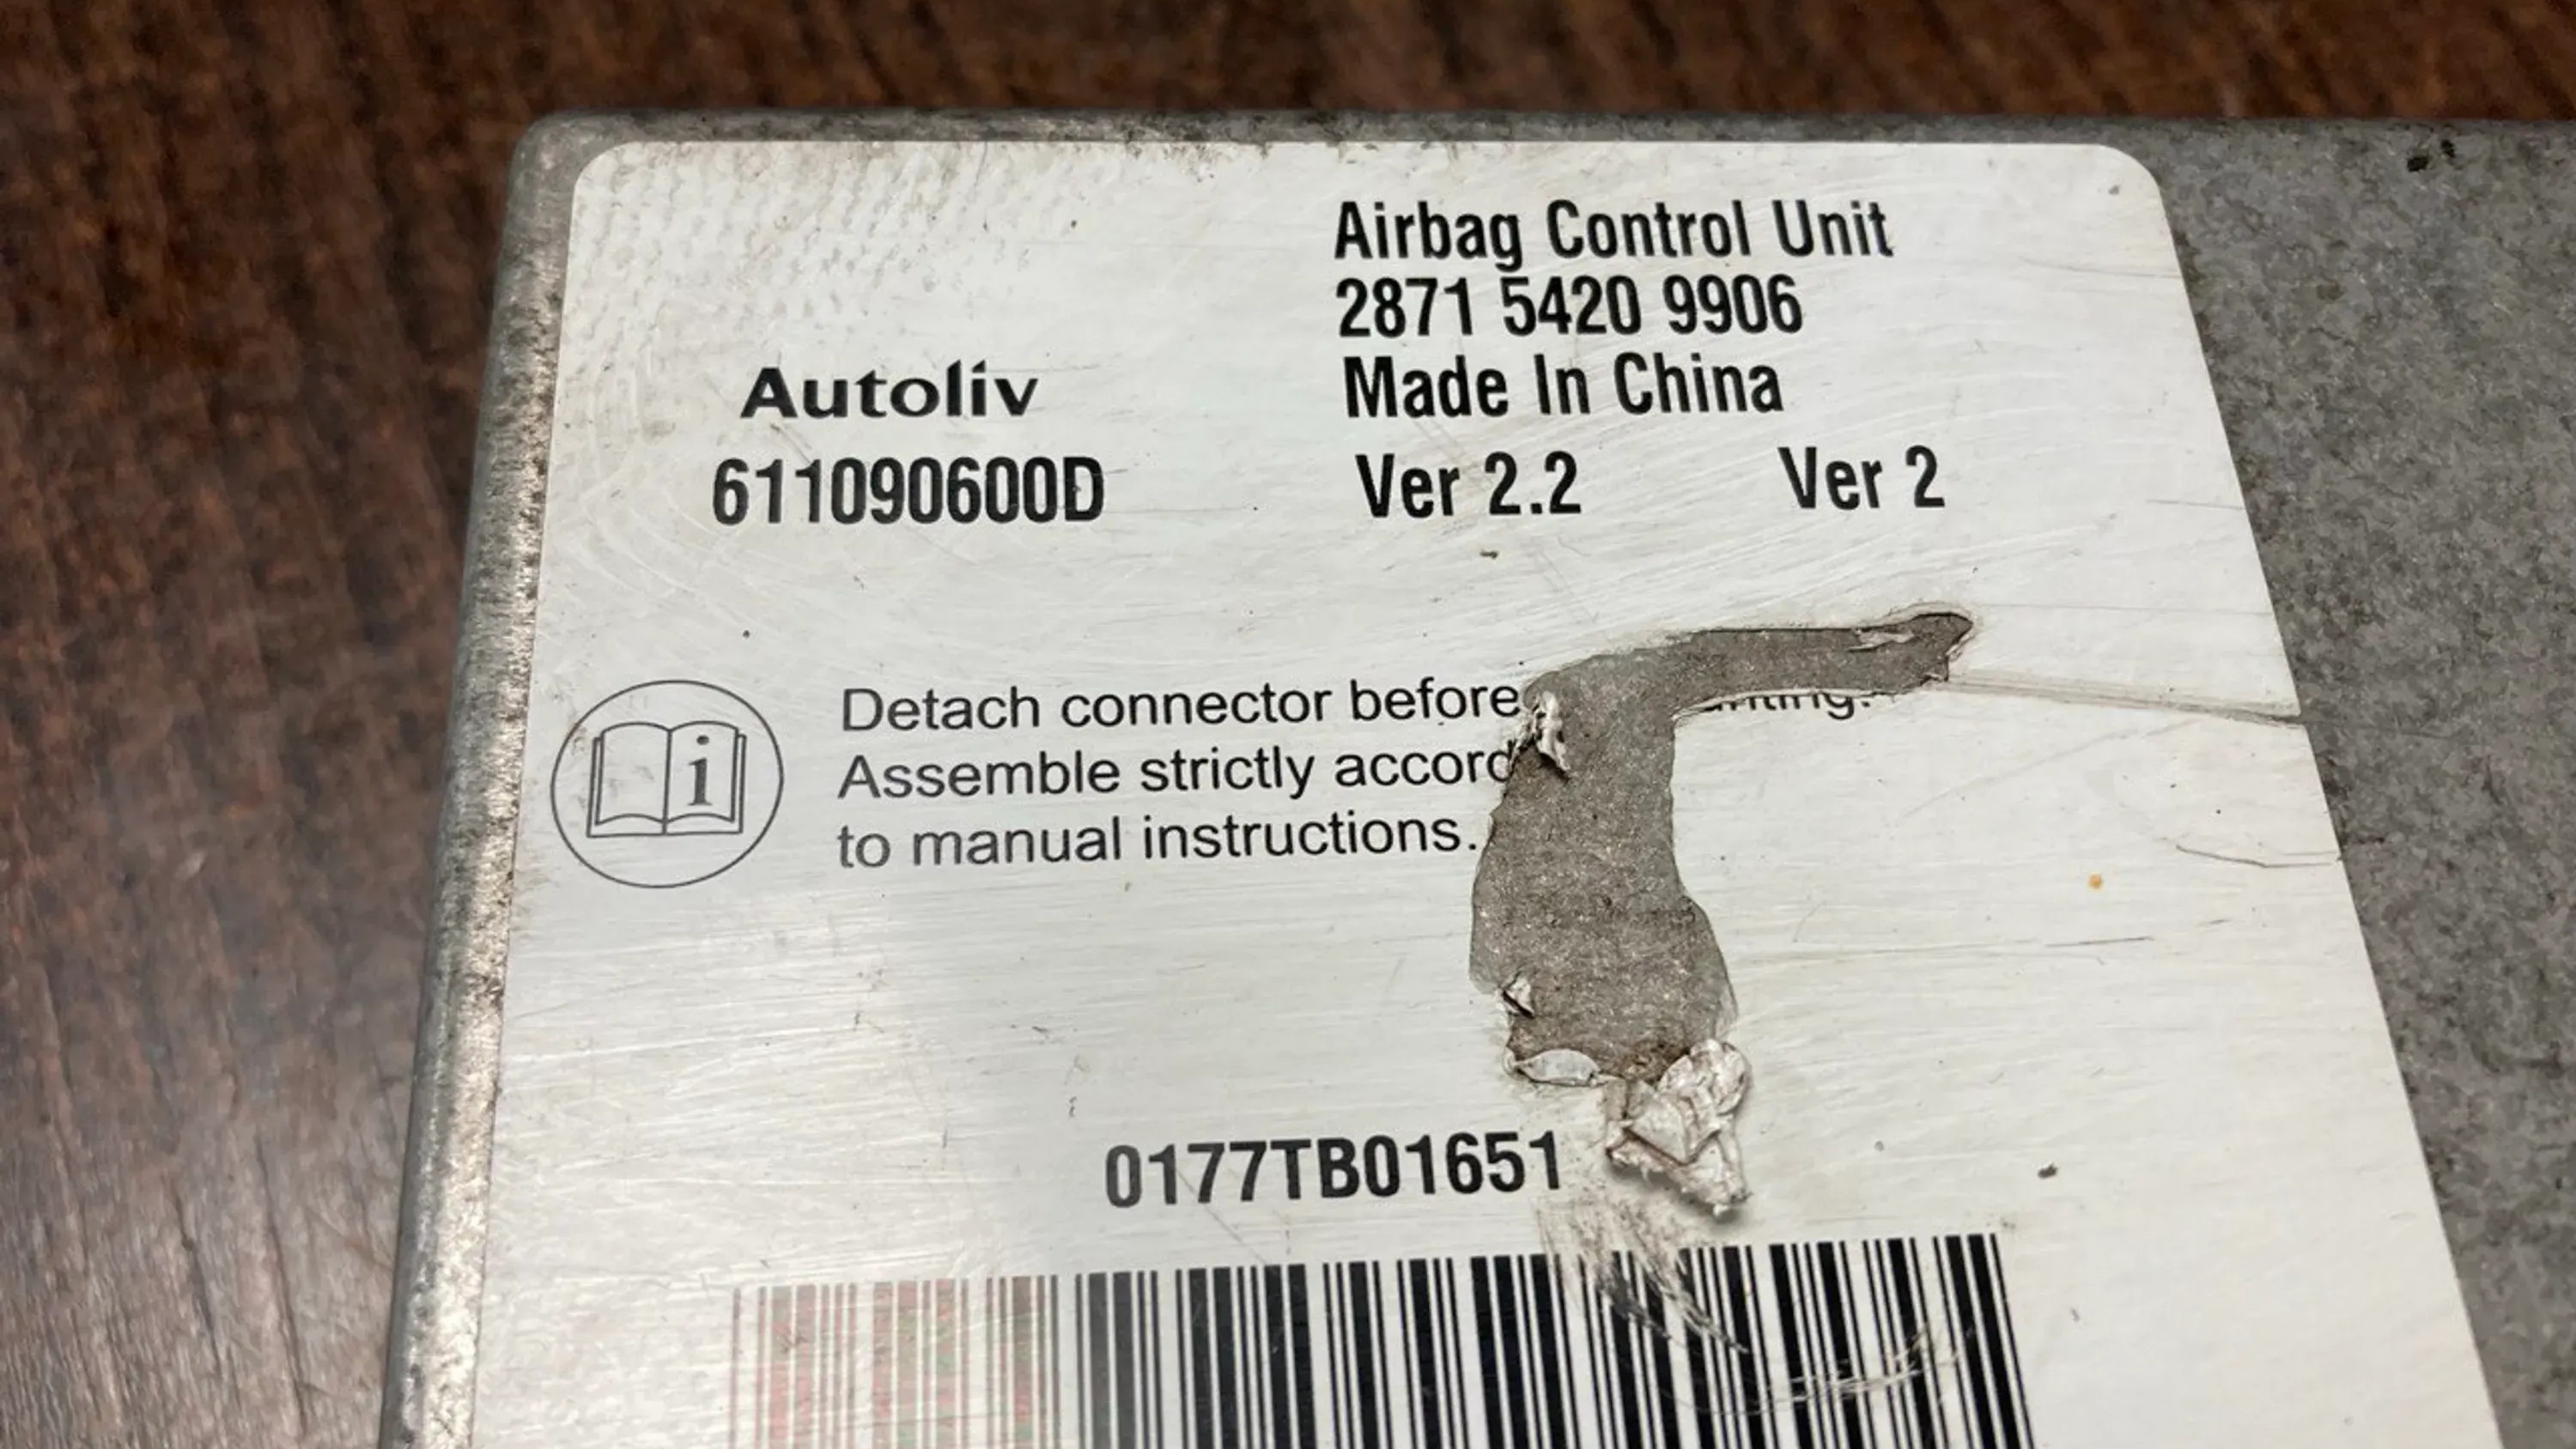 Airbag Control Unit
2871 5420 9906
Made In China
Ver 2.2 Ver 2
Autoliv
611090600D
Detach connector before
Assemble strictly
to manual instructions.
0177TB01651